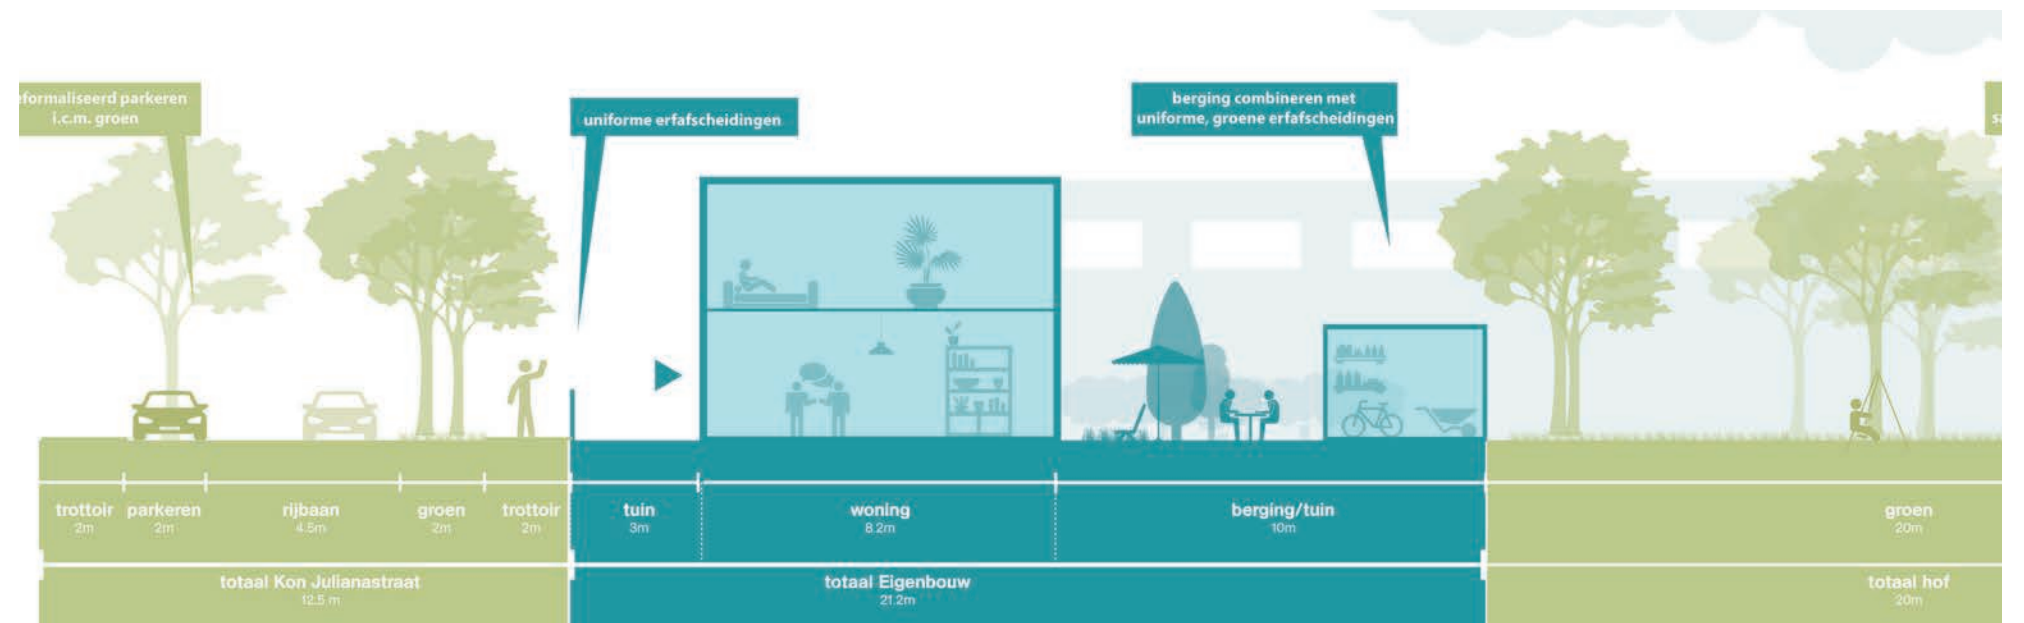 formaliseerd parkeren
i.c.m. groen
uniforme erfafscheidingen
berging combineren met
uniforme, groene erfafscheidingen
trottoir
2m
parkeren
2m
rijbaan
4.5m
groen
2m
trottoir
2m
tuin
3m
woning
8.2m
berging/tuin
10m
groen
20m
totaal Kon Julianastraat
12.5 m
totaal Eigenbouw
21.2m
totaal hof
20m